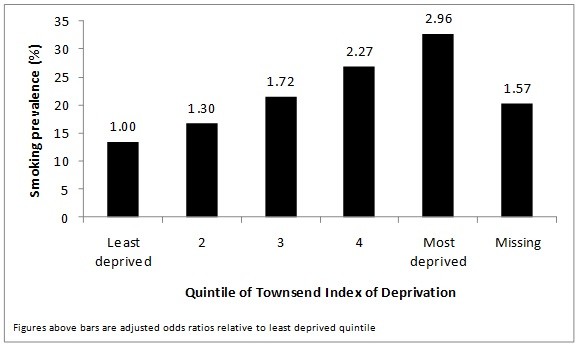 35
30
25
20
15
10
5
0
Smoking prevalence (%)
1.00
1.30
1.72
2.27
2.96
1.57
Least deprived
2
3
4
Most deprived
Missing
Quintile of Townsend Index of Deprivation
Figures above bars are adjusted odds ratios relative to least deprived quintile